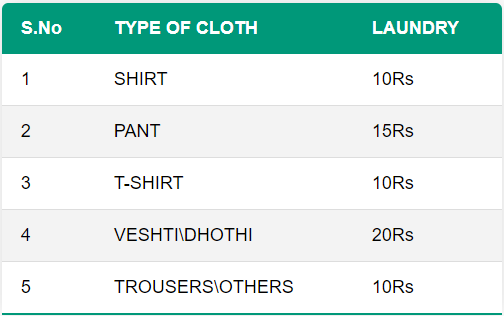 S.No TYPE OF CLOTH LAUNDRY
1 SHIRT 10Rs
2 PANT 15Rs
3 T-SHIRT 10Rs
4 VESHTI\DHOTHI 20Rs
5 TROUSERS\OTHERS 10Rs